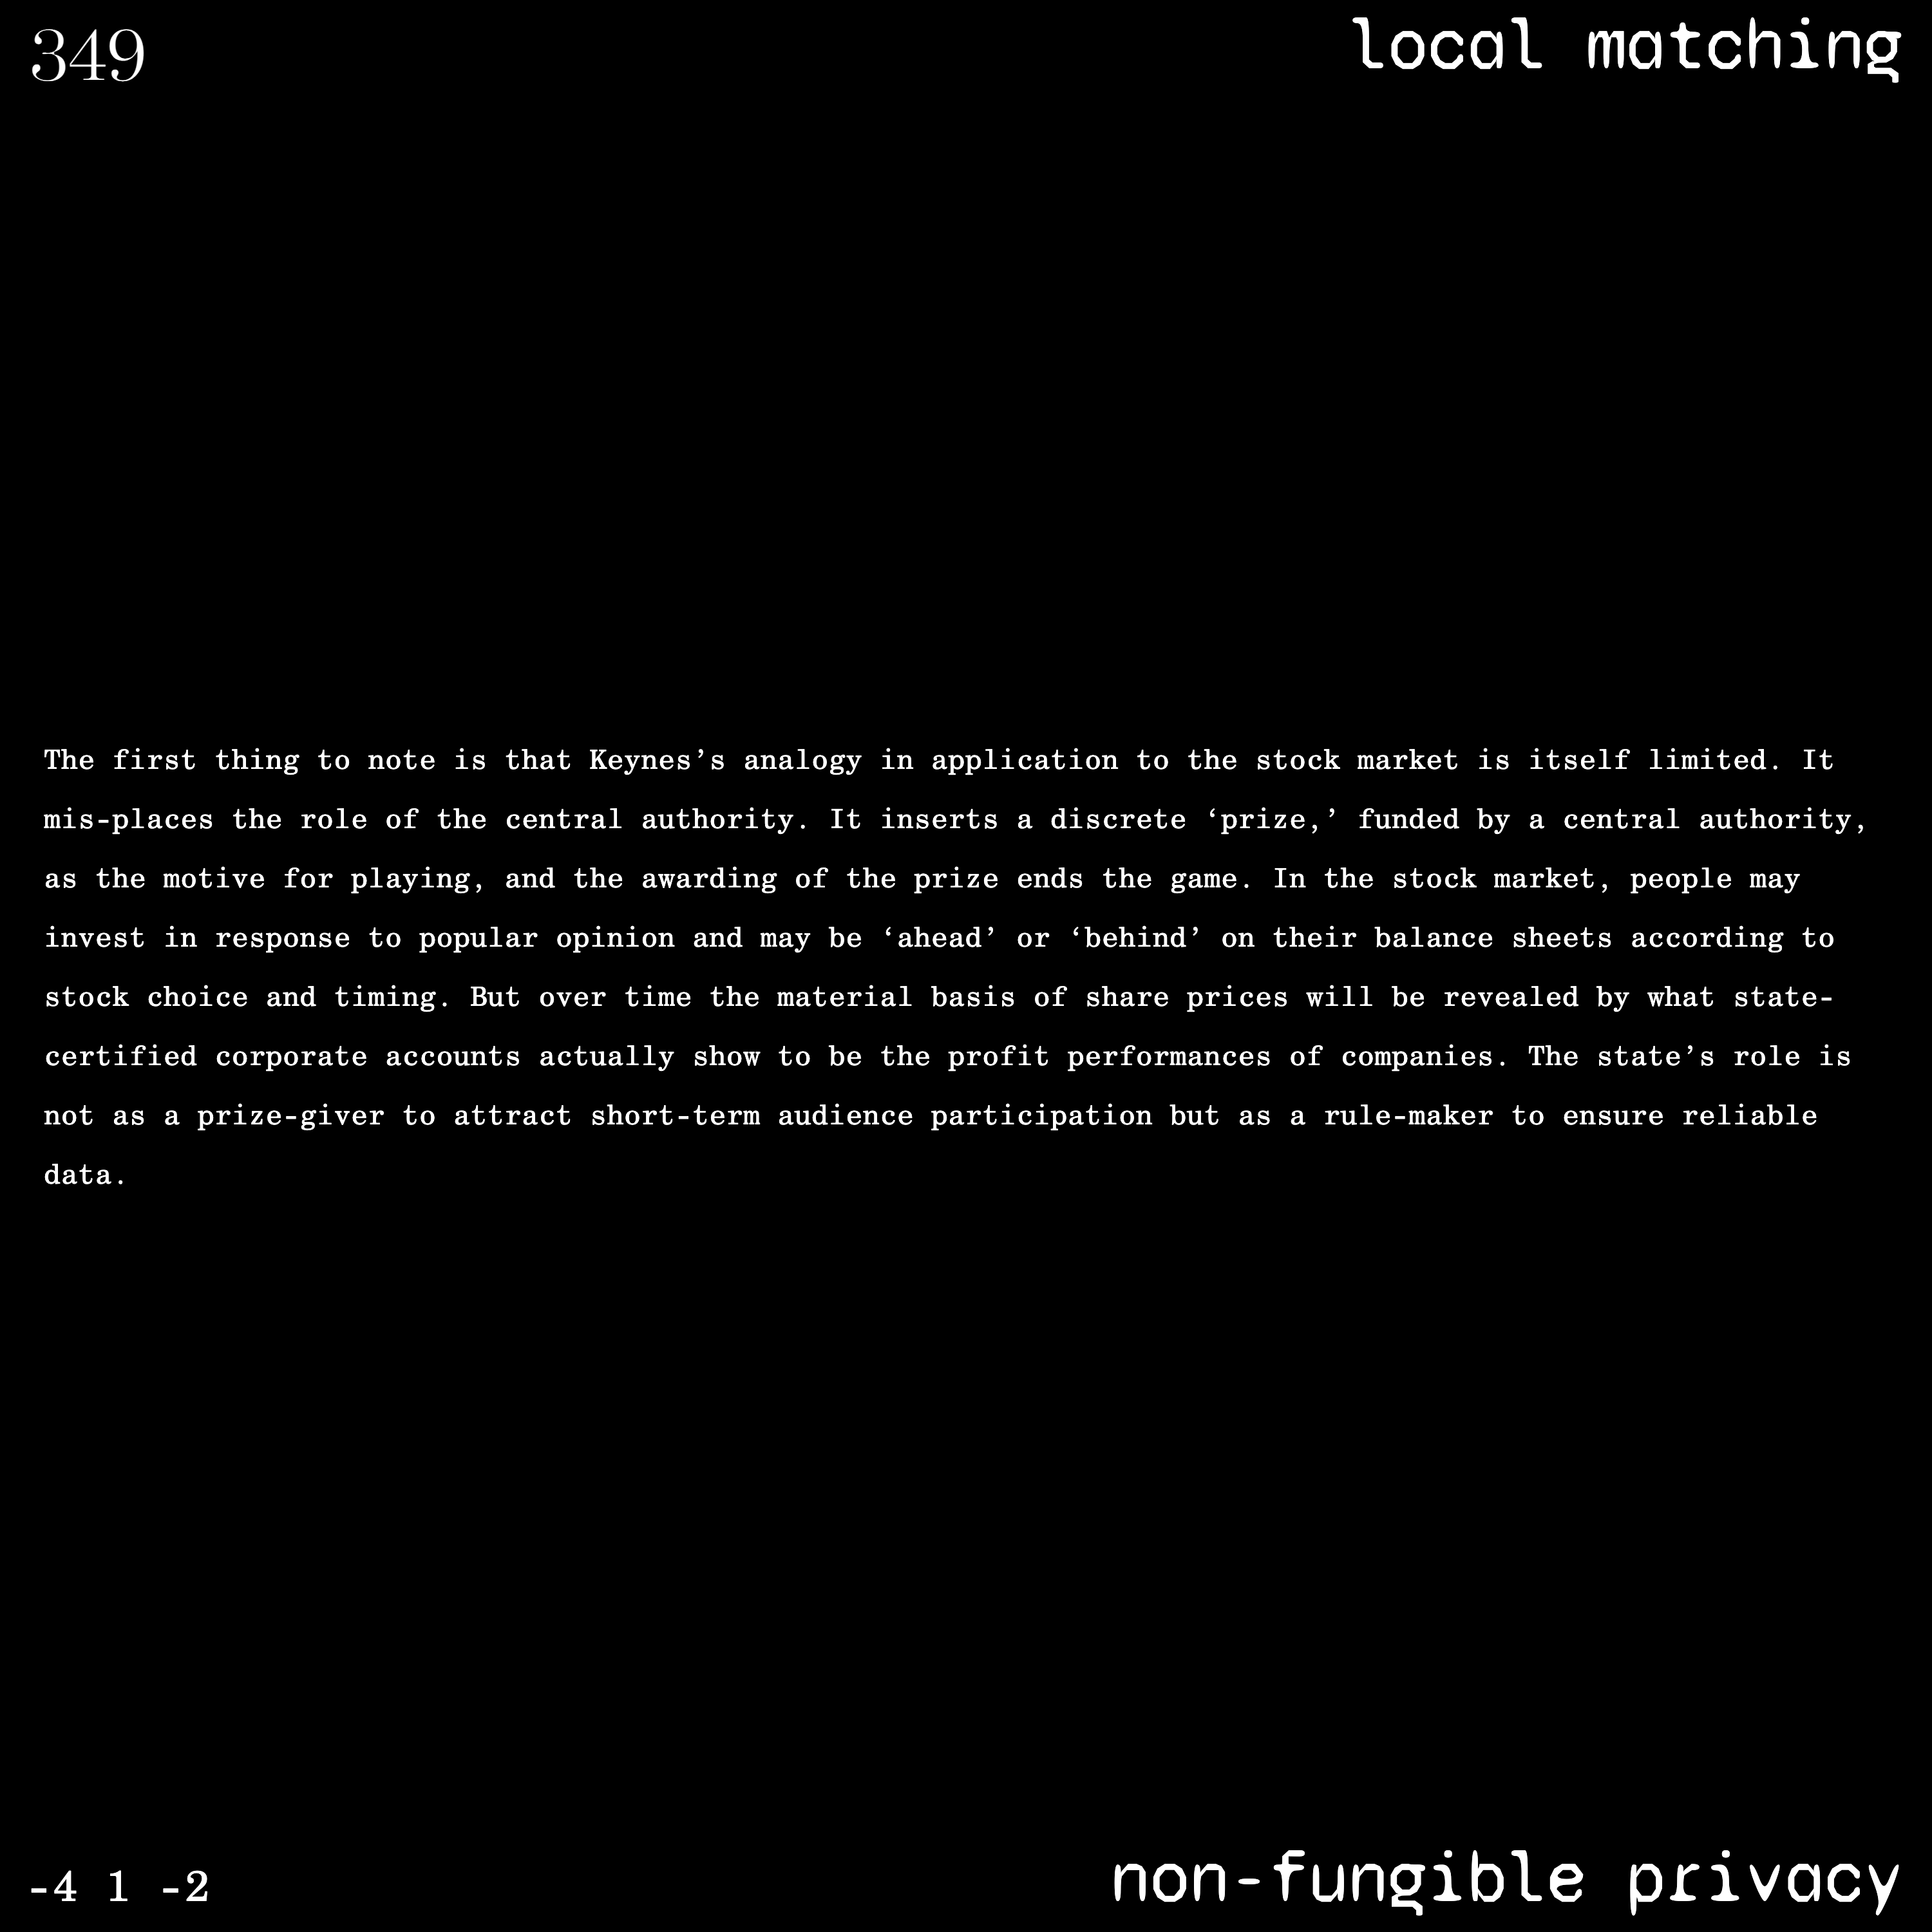 349
local matching
The first thing to note is that Keynes’s analogy in application to the stock market is itself limited. It
mis-places the role of the central authority. It inserts a discrete ‘prize,’ funded by a central authority,
as the motive for playing, and the awarding of the prize ends the game. In the stock market, people may
invest in response to popular opinion and may be ‘ahead’ or ‘behind’ on their balance sheets according to
stock choice and timing. But over time the material basis of share prices will be revealed by what state-
certified corporate accounts actually show to be the profit performances of companies. The state’s role is
not as a prize-giver to attract short-term audience participation but as a rule-maker to ensure reliable
data.
-4 1 -2
non-fungible privacy